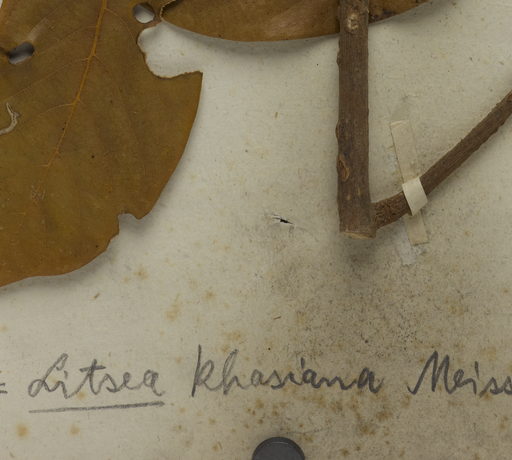 = Litsea khasiana Meiss